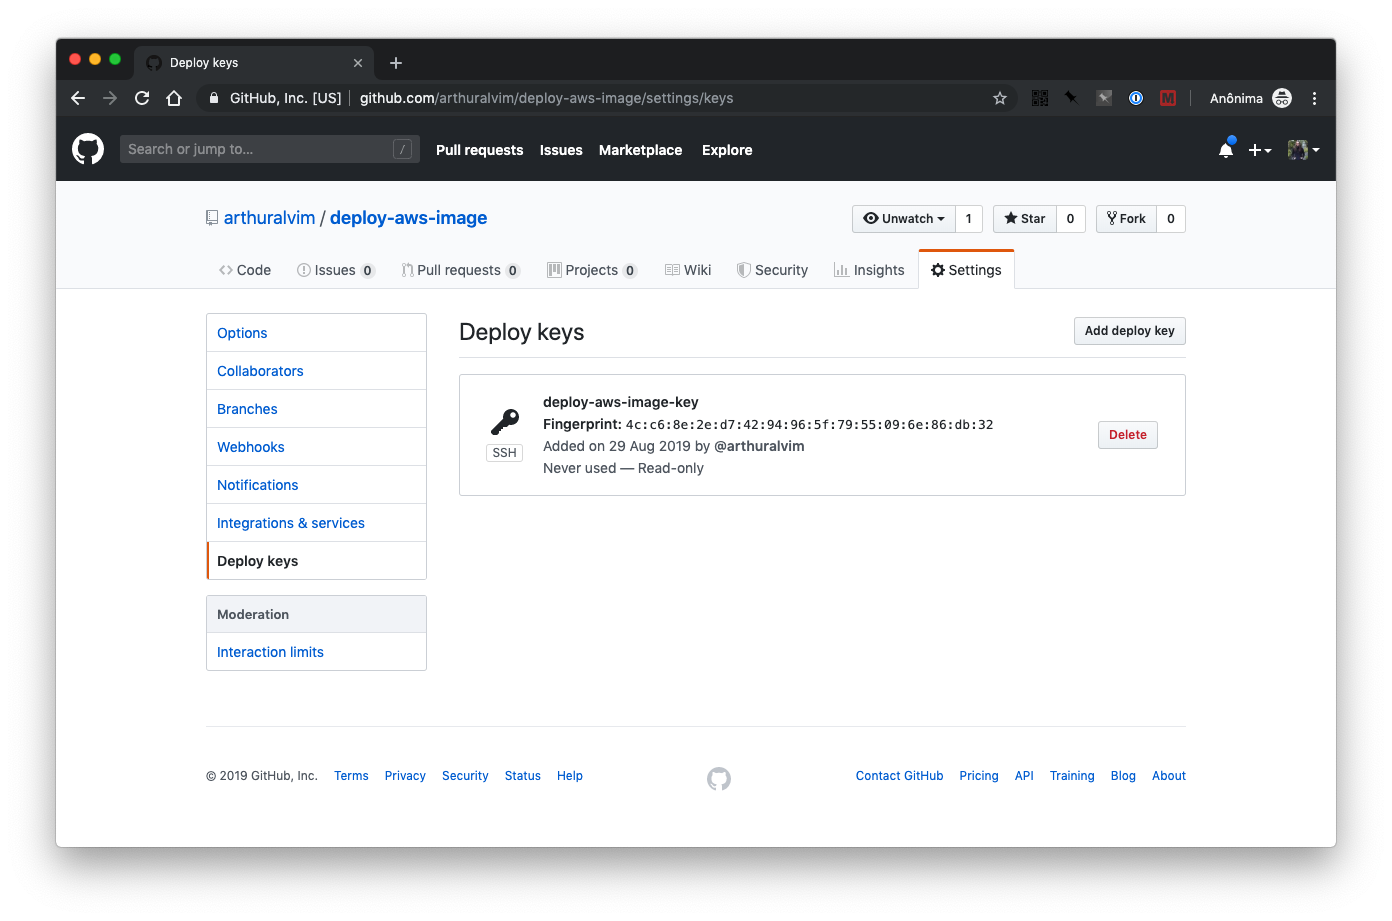 Deploy keys
GitHub, Inc. [US] github.com/arthuralvim/deploy-aws-image/settings/keys Anônima
Search or jump to... / Pull requests Issues Marketplace Explore
arthuralvim / deploy-aws-image Unwatch 1 Star 0 Fork 0
Code Issues 0 Pull requests 0 Projects 0 Wiki Security Insights Settings
Options
Collaborators
Branches
Webhooks
Notifications
Integrations & services
Deploy keys
Moderation
Interaction limits
Deploy keys Add deploy key
deploy-aws-image-key
Fingerprint: 4c:c6:8e:2e:d7:42:94:96:5f:79:55:09:6e:86:db:32
Added on 29 Aug 2019 by @arthuralvim
Never used — Read-only
SSH
Delete
© 2019 GitHub, Inc. Terms Privacy Security Status Help Contact GitHub Pricing API Training Blog About